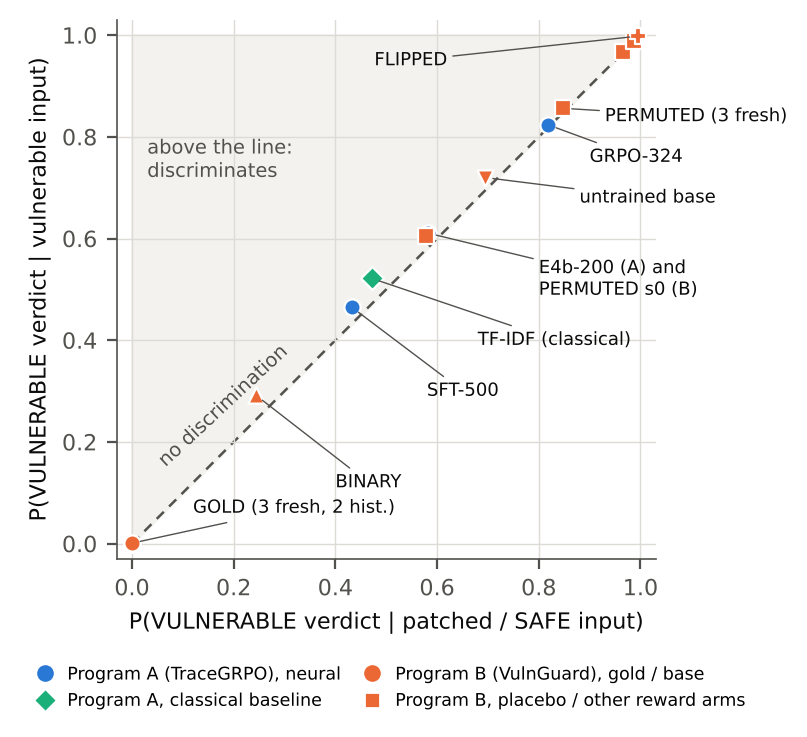 P(VULNERABLE verdict | vulnerable input)
1.0
0.8
0.6
0.4
0.2
0.0
FLIPPED
PERMUTED (3 fresh)
above the line:
discriminates
GRPO-324
untrained base
E4b-200 (A) and
PERMUTED s0 (B)
TF-IDF (classical)
no discrimination
SFT-500
BINARY
GOLD (3 fresh, 2 hist.)
0.0 0.2 0.4 0.6 0.8 1.0
P(VULNERABLE verdict | patched / SAFE input)
Program A (TraceGRPO), neural
Program B (VulnGuard), gold / base
Program A, classical baseline
Program B, placebo / other reward arms